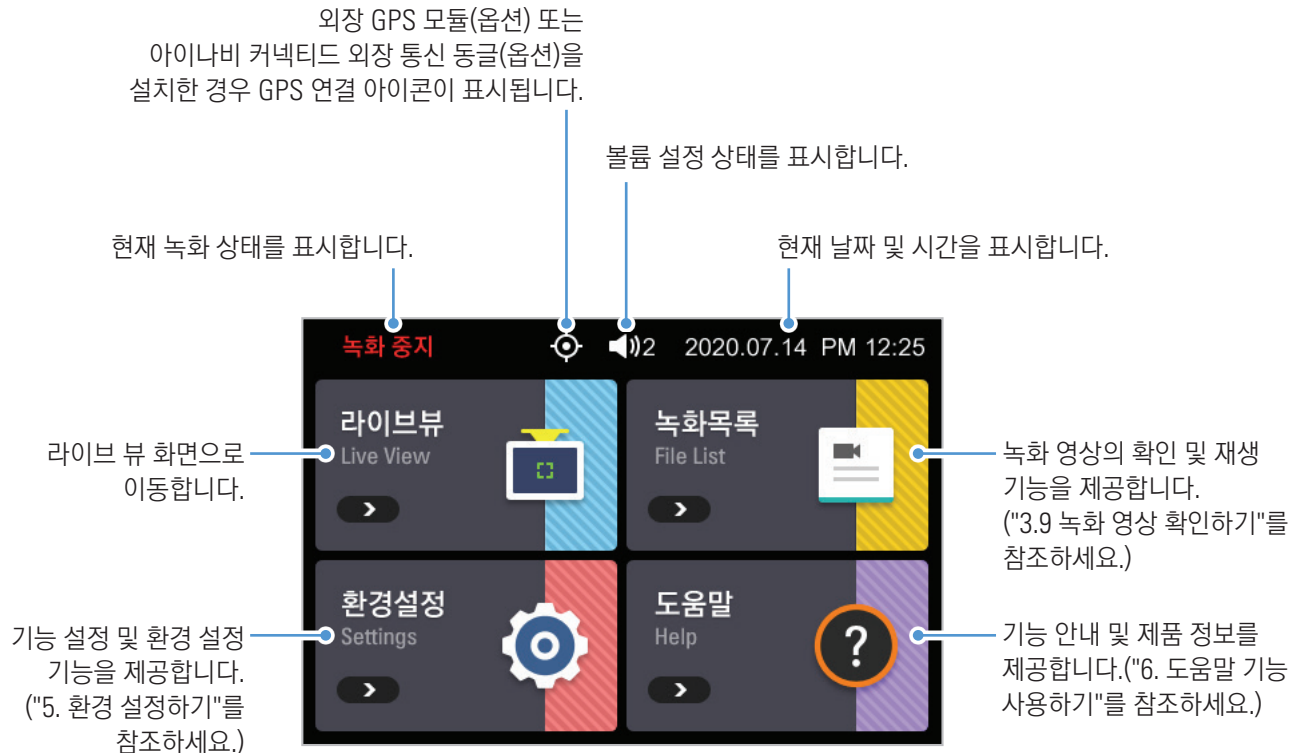 외장 GPS 모듈(옵션) 또는
아이나비 커넥티드 외장 통신 동글(옵션)을
설치한 경우 GPS 연결 아이콘이 표시됩니다.
볼륨 설정 상태를 표시합니다.
현재 녹화 상태를 표시합니다.
현재 날짜 및 시간을 표시합니다.
녹화 중지 2 2020.07.14 PM 12:25
라이브뷰
Live View
녹화목록
File List
라이브 뷰 화면으로
이동합니다.
녹화 영상의 확인 및 재생
기능을 제공합니다.
("3.9 녹화 영상 확인하기"를
참조하세요.)
환경설정
Settings
도움말
Help
?
기능 설정 및 환경 설정
기능을 제공합니다.
("5. 환경 설정하기"를
참조하세요.)
기능 안내 및 제품 정보를
제공합니다.("6. 도움말 기능
사용하기"를 참조하세요.)